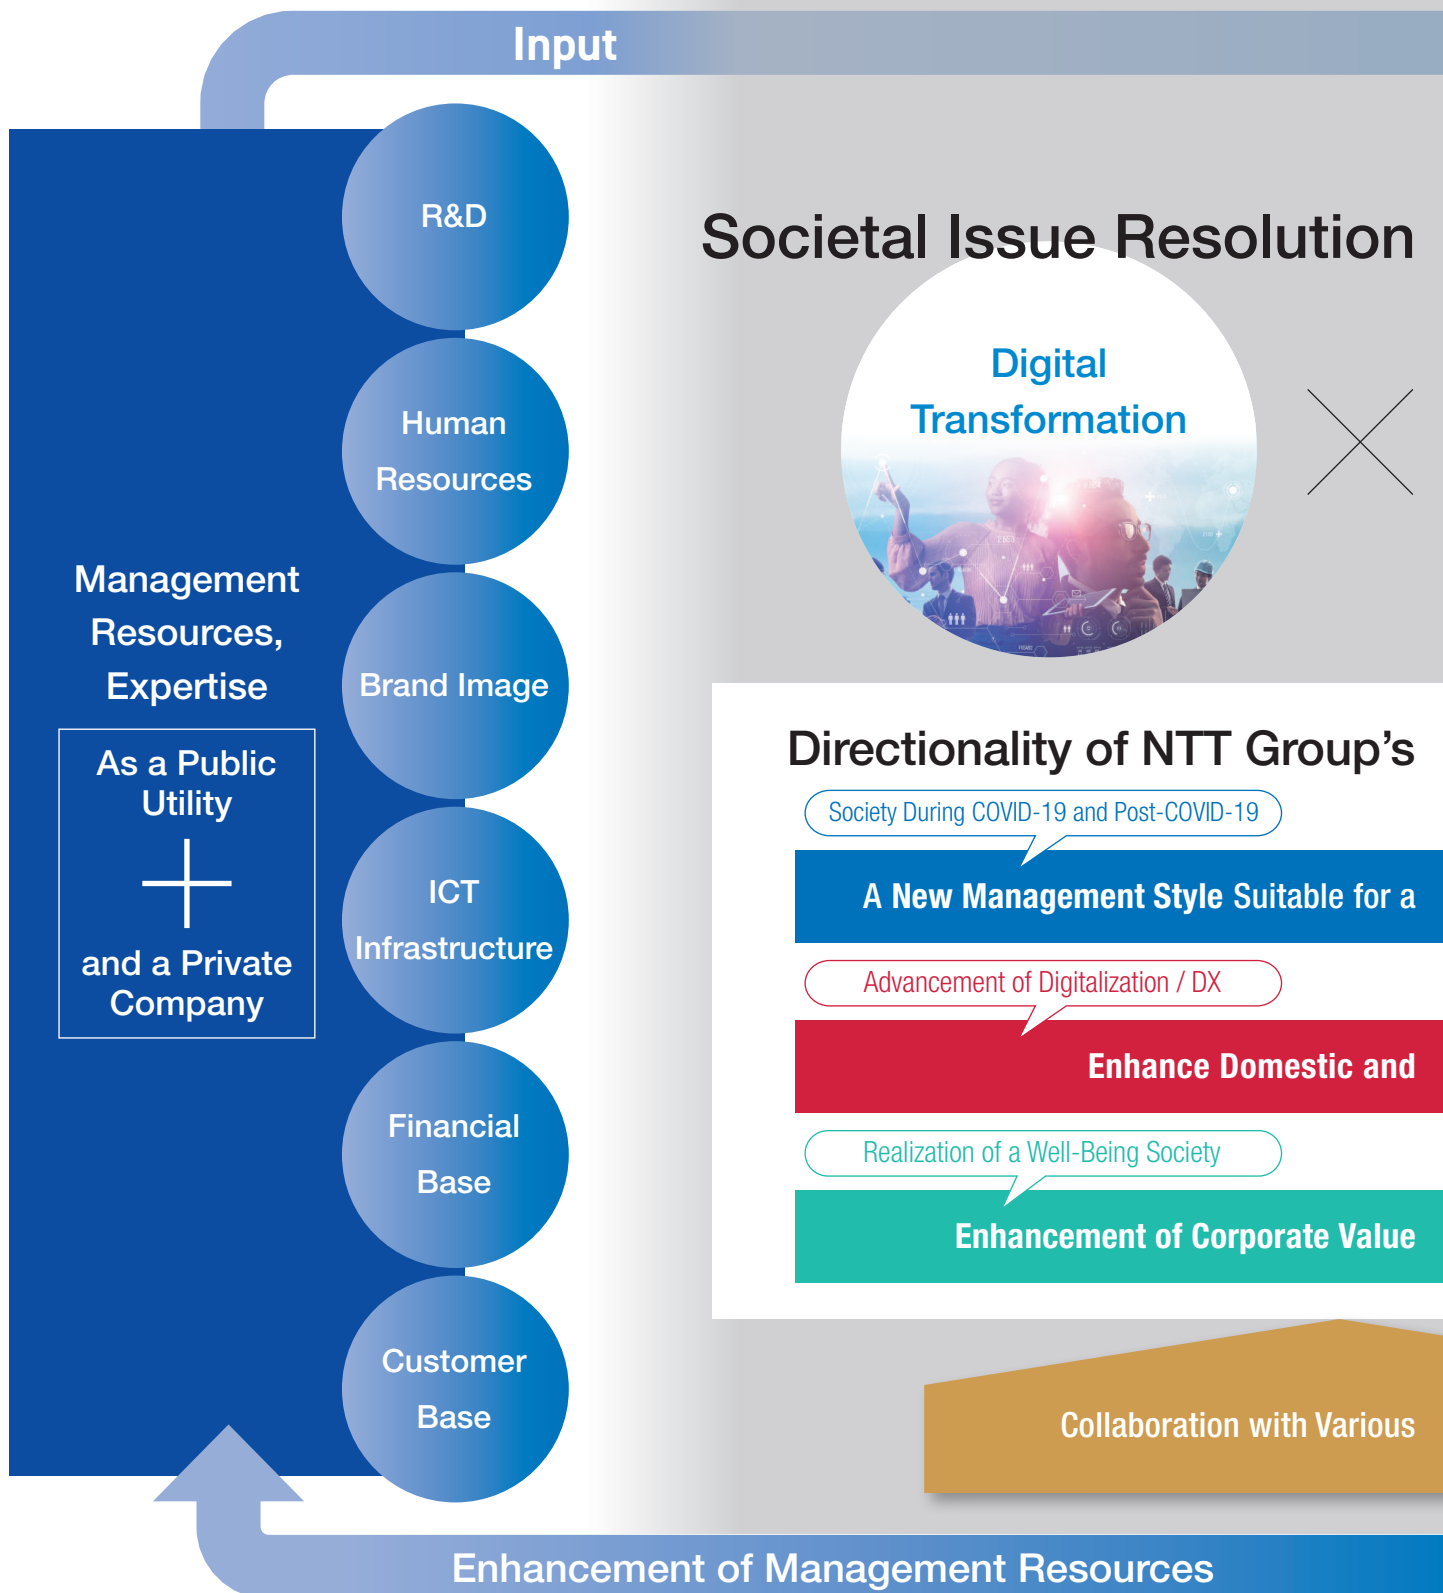 Input
R&D
Human
Resources
Brand Image
ICT
Infrastructure
Financial
Base
Customer
Base
Management
Resources,
Expertise
As a Public
Utility
and a Private
Company
Societal Issue Resolution
Digital
Transformation
Directionality of NTT Group’s
Society During COVID-19 and Post-COVID-19
A New Management Style Suitable for a
Advancement of Digitalization / DX
Enhance Domestic and
Realization of a Well-Being Society
Enhancement of Corporate Value
Collaboration with Various
Enhancement of Management Resources